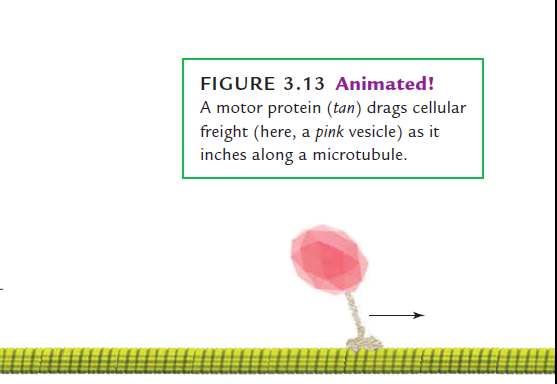 FIGURE 3.13 Animated!
A motor protein (tan) drags cellular
freight (here, a pink vesicle) as it
inches along a microtubule.